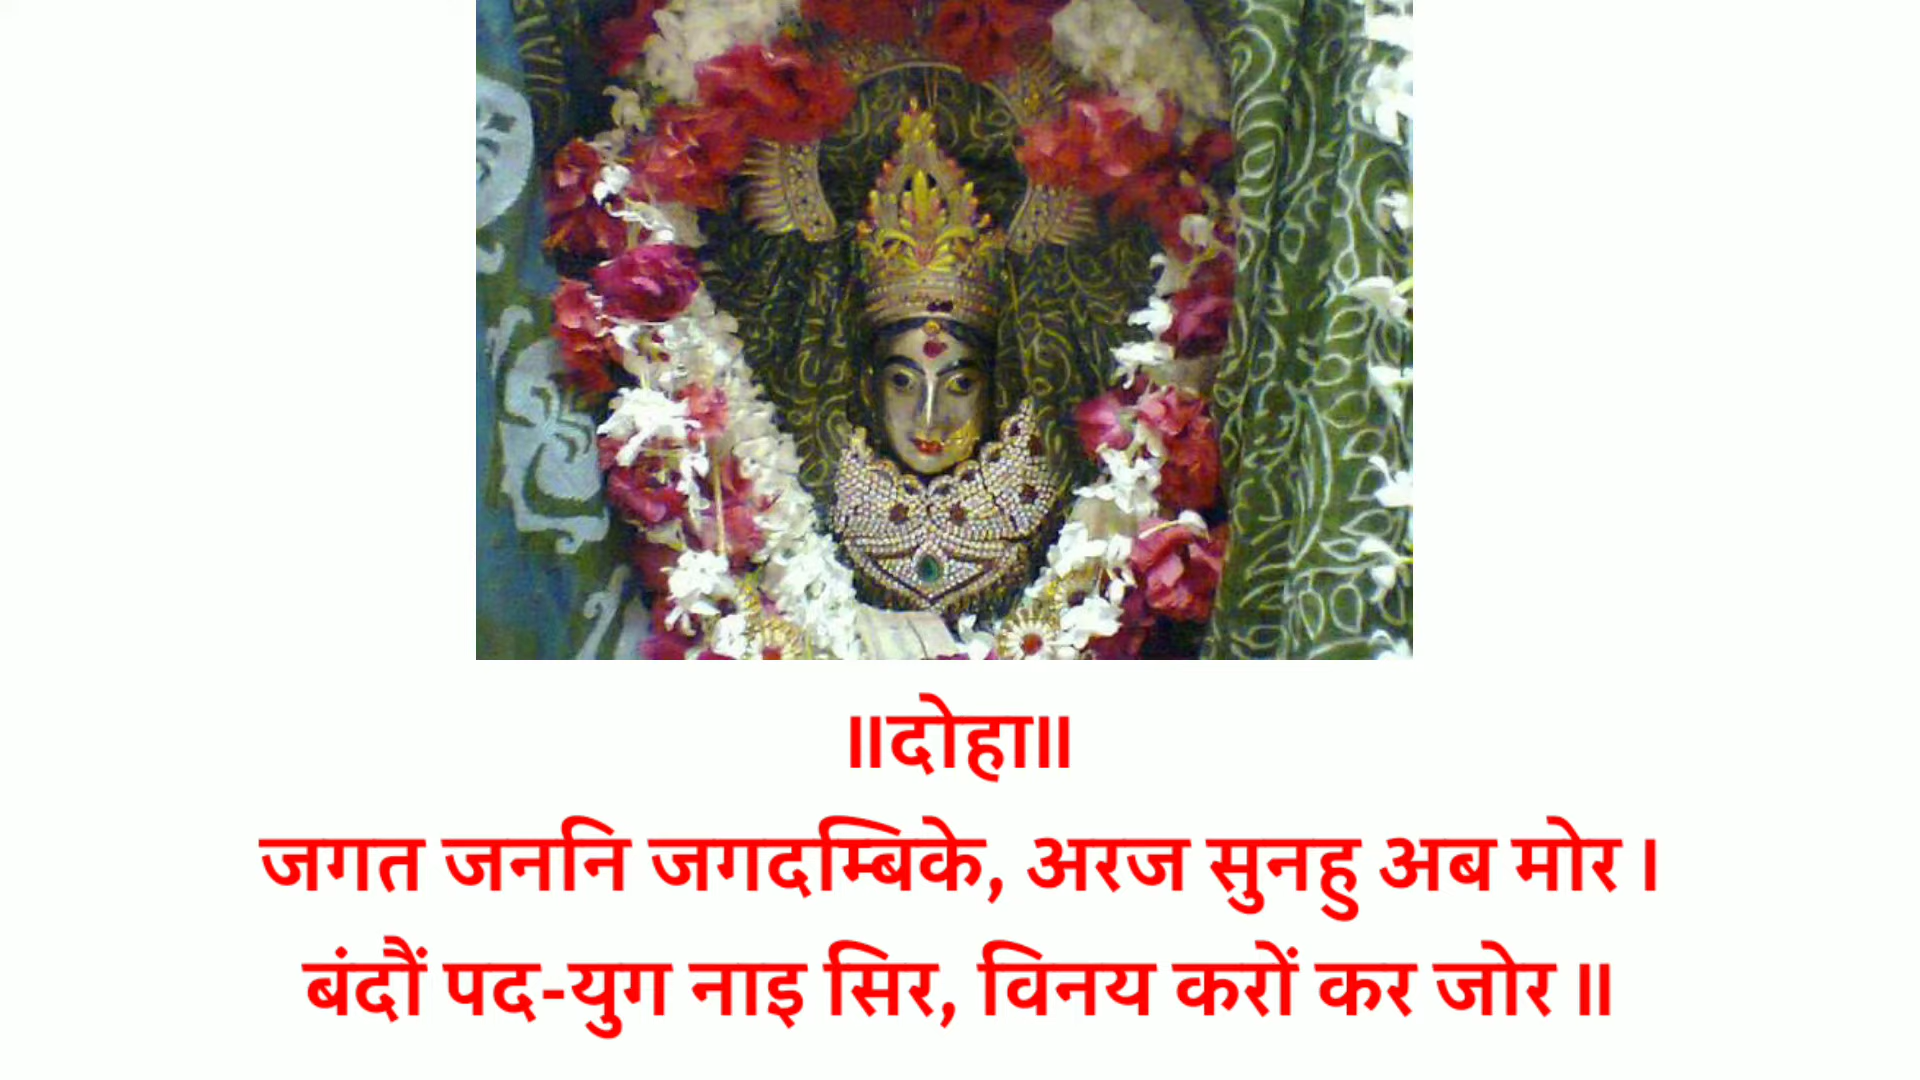 ॥दोहा॥
जगत जननि जगदम्बिके, अरज सुनहु अब मोर ।
बंदौं पद-युग नाइ सिर, विनय करों कर जोर ॥